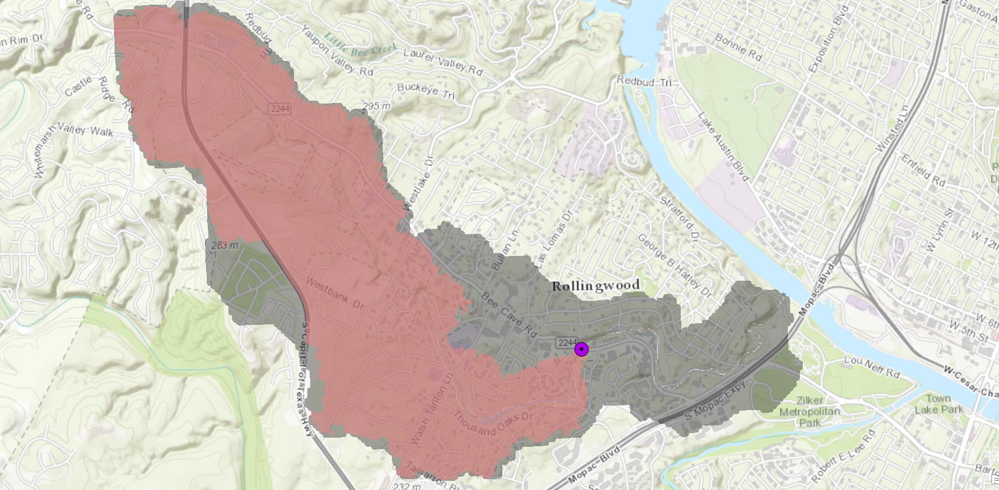 Redbud
Trl
Yaupon Valley Rd
Little Bee Creek
Laurel Valley Rd
Buckeye Trl
Redbud Trl
Bonnie Rd
Exposition Blvd
Gaston A
e Rd
n Rim Dr
Castle
Ridge Rd
Whitemarsh Valley Walk
2244
295 m
Westlake Dr
Lake Austin Blvd
Winsted Ln
Enfield Rd
P
D
Stratford Dr
W Lynn St
W 12th
Las Lomas Dr
George B Hatley Dr
283 m
Westbank Dr
Rollingwood
Bee Cave Rd
2244
Mopac Blvd
W 6th
W 5th St
W Cesar Cha
Lou Neff Rd
Zilker
Metropolitan
Park
Town
Lake Park
S Capital of Texas Hwy
Walsh Tarlton Ln
Thousand Oaks Dr
S Mopac Expy
Mopac Blvd
Robert E Lee Rd
Barto
Tamarron
232 m